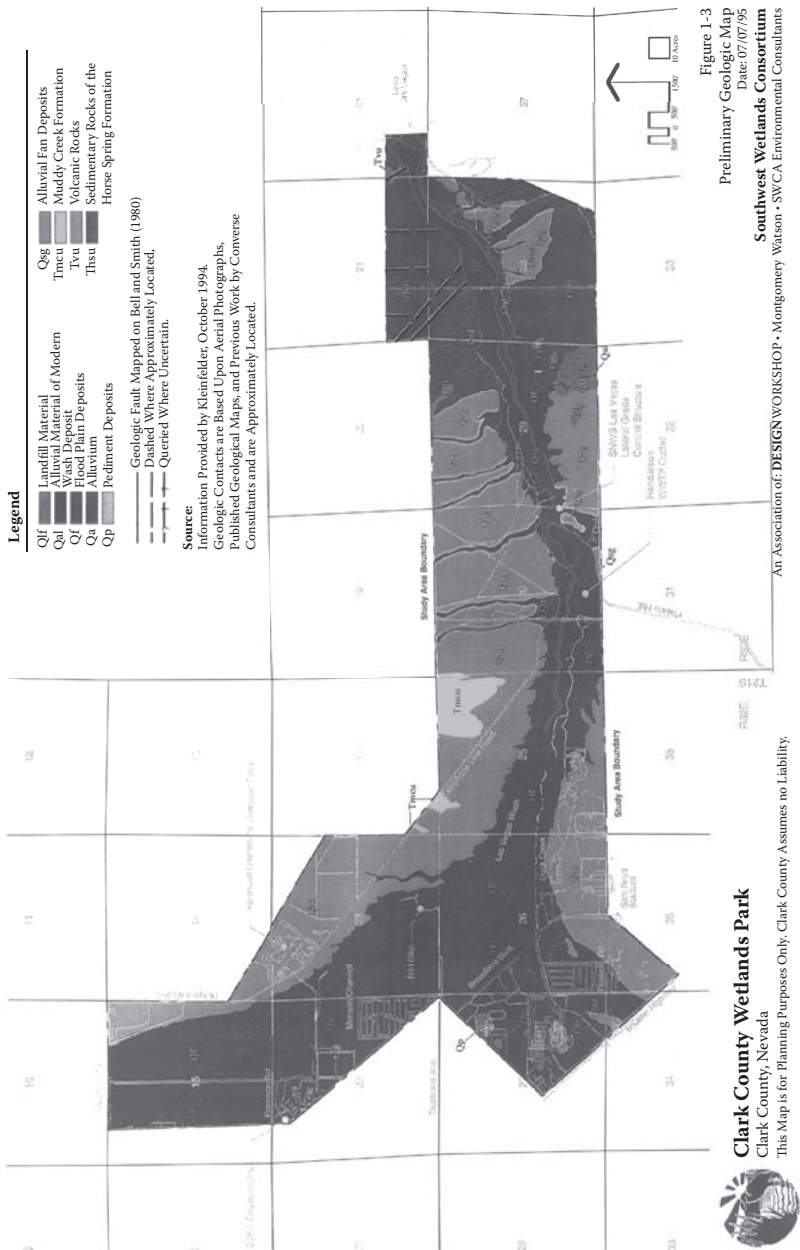 Legend
Qlf Landfill Material
Qal Alluvial Material of Modern
Wash Deposit
Qf Flood Plain Deposits
Qa Alluvium
Qp Pediment Deposits
Qsg Alluvial Fan Deposits
Tmcu Muddy Creek Formation
Tvu Volcanic Rocks
Thsu Sedimentary Rocks of the
Horse Spring Formation
Geologic Fault Mapped on Bell and Smith (1980)
Dashed Where Approximately Located,
Queried Where Uncertain.
Source:
Information Provided by Kleinfelder, October 1994.
Geologic Contacts are Based Upon Aerial Photographs,
Published Geological Maps, and Previous Work by Converse
Consultants and are Approximately Located.
Study Area Boundary
Tvu
Tmcu
Tmcu
Las Vegas Wash
Qp
Qsg
Qa
Study Area Boundary
Sam Boyd
Stadium
SNWS Las Vegas
Lateral Grade
Control Structure
Henderson
WWTP Outlet
R62E
R63E
T21S
10 Acres
Figure 1-3
Preliminary Geologic Map
Date: 07/07/95
Southwest Wetlands Consortium
An Association of: DESIGNWORKSHOP • Montgomery Watson • SWCA Environmental Consultants
Clark County Wetlands Park
Clark County, Nevada
This Map is for Planning Purposes Only. Clark County Assumes no Liability.